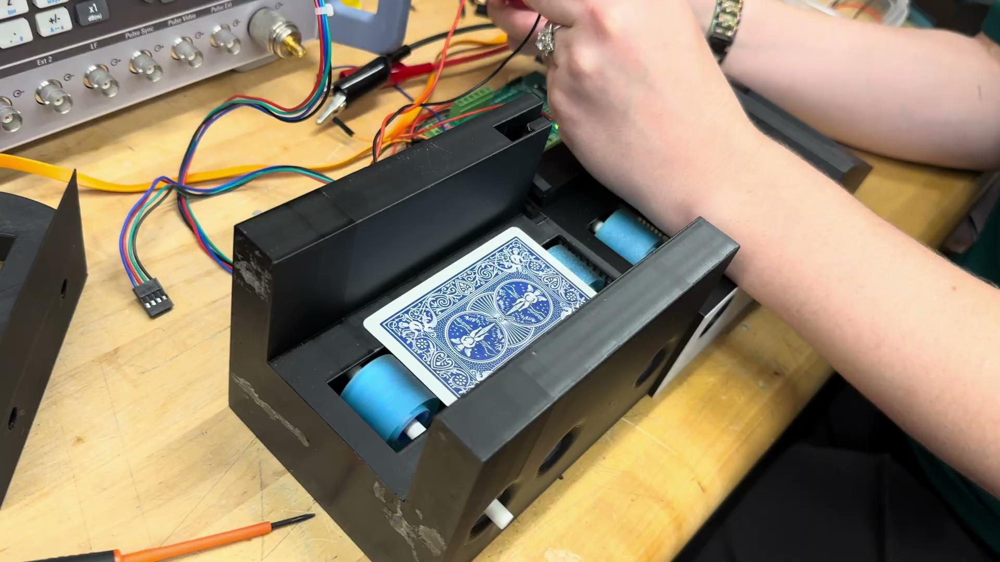 x1
dB(m)
+/-
Ext 2
LF
Pulse Sync
Pulse Video
Pulse Ext